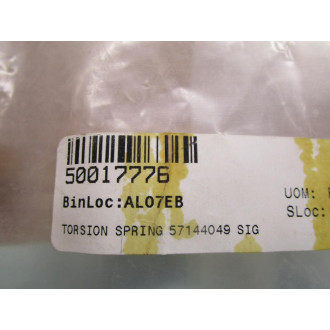 50017776
BinLoc:AL07EB
UOM:
SLoc:
TORSION SPRING 57144049 SIG